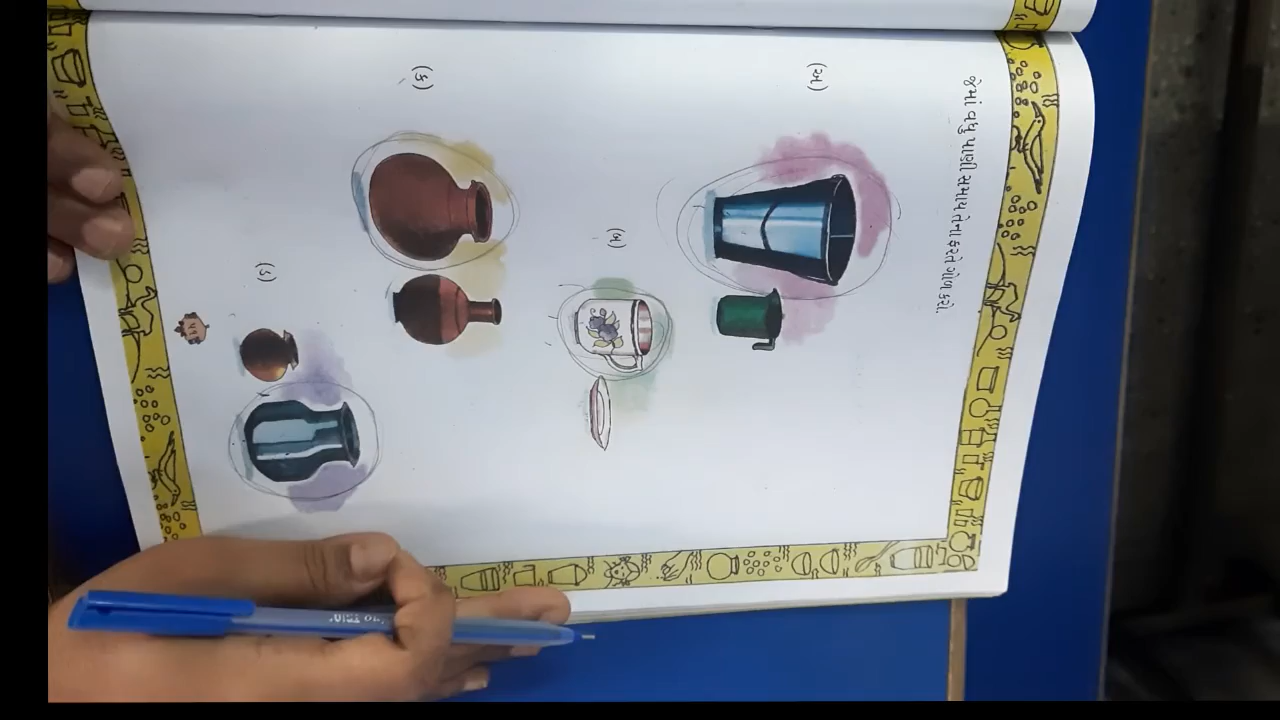 જેમાં વધુ પાણી સમાય તેના ફરતે ગોળ કરો.
(અ)
(બ)
(ક)
(ડ)